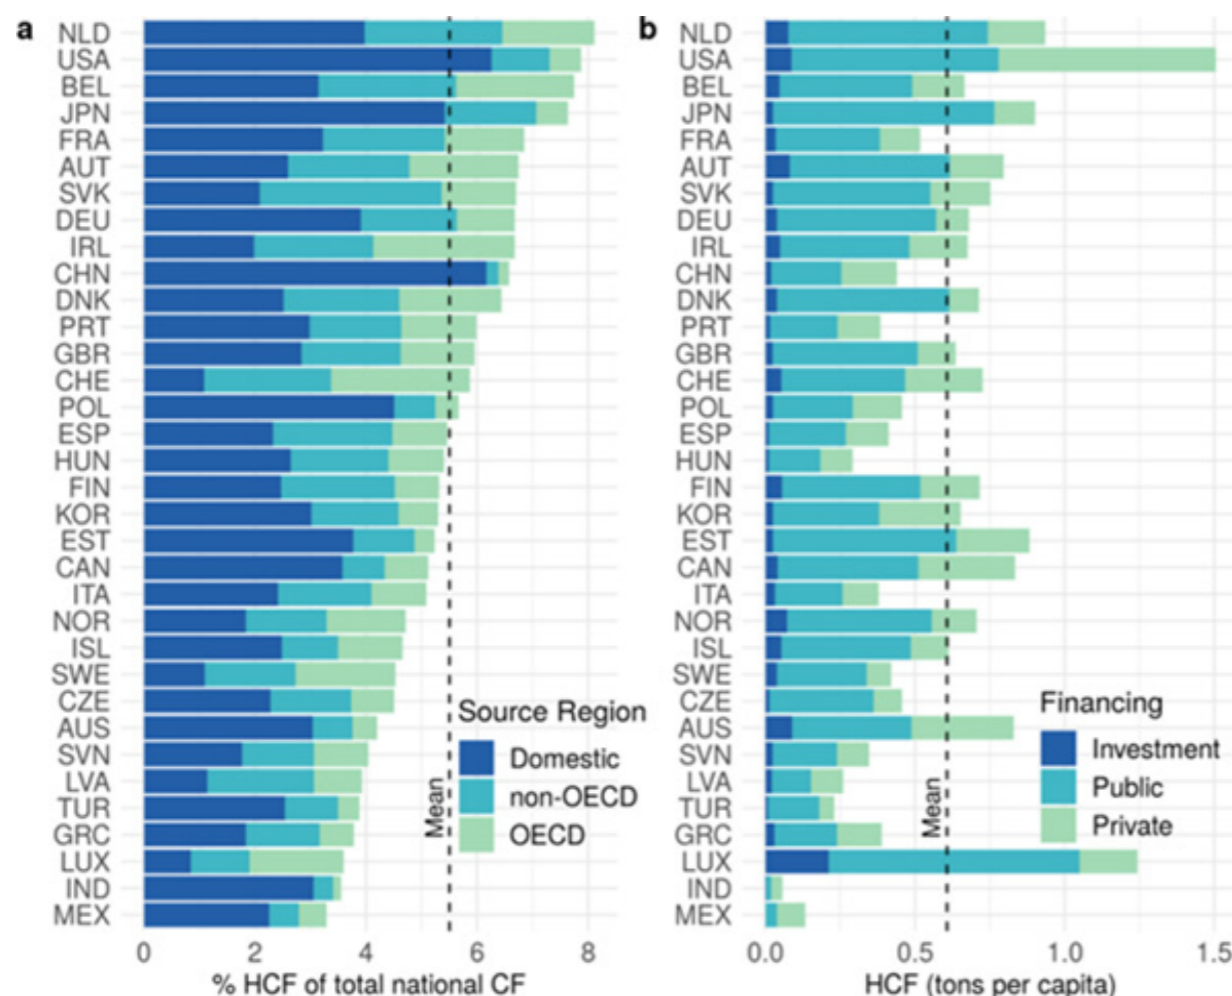 a
b
NLD
USA
BEL
JPN
FRA
AUT
SVK
DEU
IRL
CHN
DNK
PRT
GBR
CHE
POL
ESP
HUN
FIN
KOR
EST
CAN
ITA
NOR
ISL
SWE
CZE
AUS
SVN
LVA
TUR
GRC
LUX
IND
MEX
Mean
Source Region
Domestic
non-OECD
OECD
0 2 4 6 8
% HCF of total national CF
NLD
USA
BEL
JPN
FRA
AUT
SVK
DEU
IRL
CHN
DNK
PRT
GBR
CHE
POL
ESP
HUN
FIN
KOR
EST
CAN
ITA
NOR
ISL
SWE
CZE
AUS
SVN
LVA
TUR
GRC
LUX
IND
MEX
Mean
Financing
Investment
Public
Private
0.0 0.5 1.0 1.5
HCF (tons per capita)